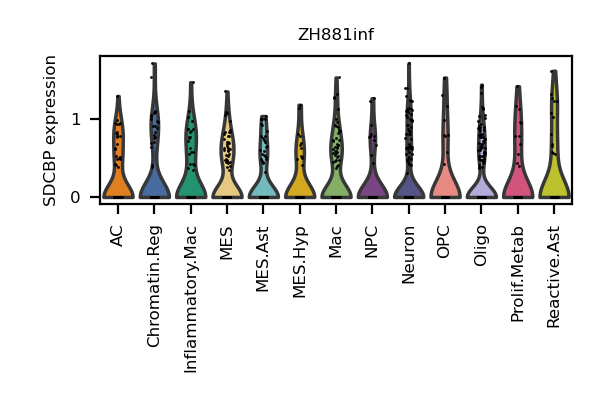 ZH881inf
SDCBP expression
1
0
AC
Chromatin.Reg
Inflammatory.Mac
MES
MES.Ast
MES.Hyp
Mac
NPC
Neuron
OPC
Oligo
Prolif.Metab
Reactive.Ast